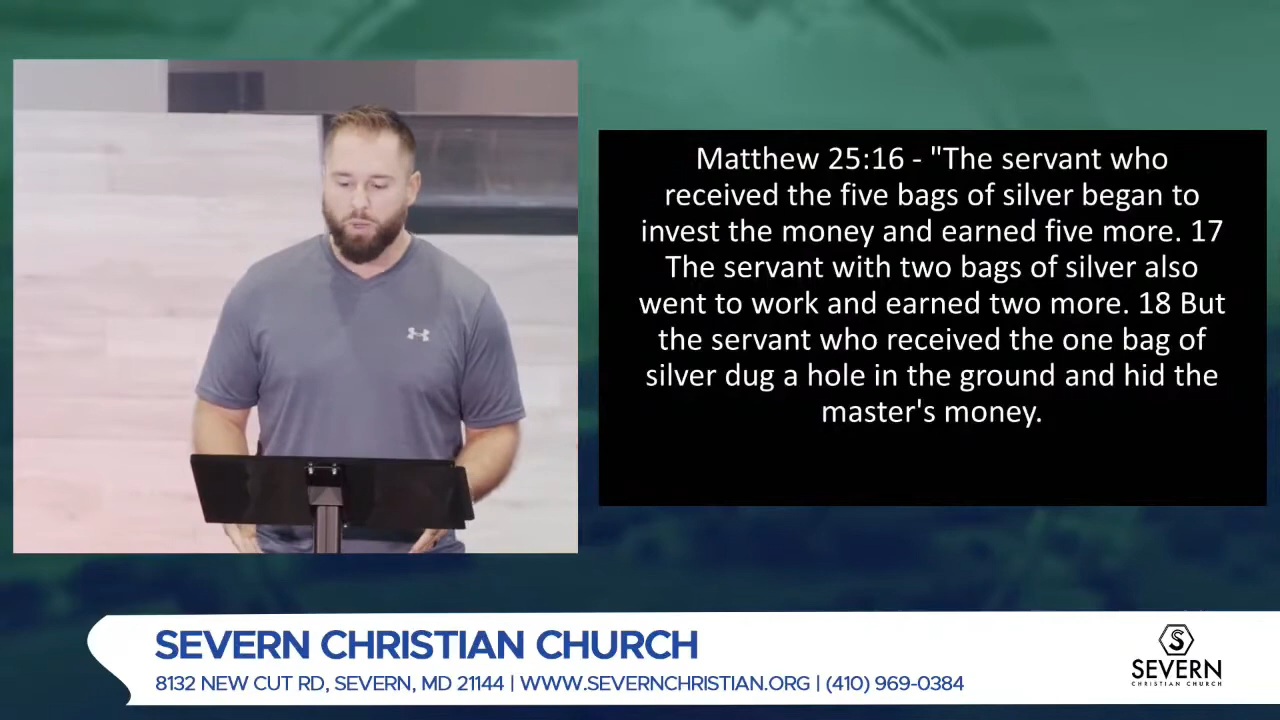 Matthew 25:16 - "The servant who
received the five bags of silver began to
invest the money and earned five more. 17
The servant with two bags of silver also
went to work and earned two more. 18 But
the servant who received the one bag of
silver dug a hole in the ground and hid the
master's money.
SEVERN CHRISTIAN CHURCH
8132 NEW CUT RD, SEVERN, MD 21144 | WWW.SEVERNCHRISTIAN.ORG | (410) 969-0384
S
SEVERN
CHRISTIAN CHURCH